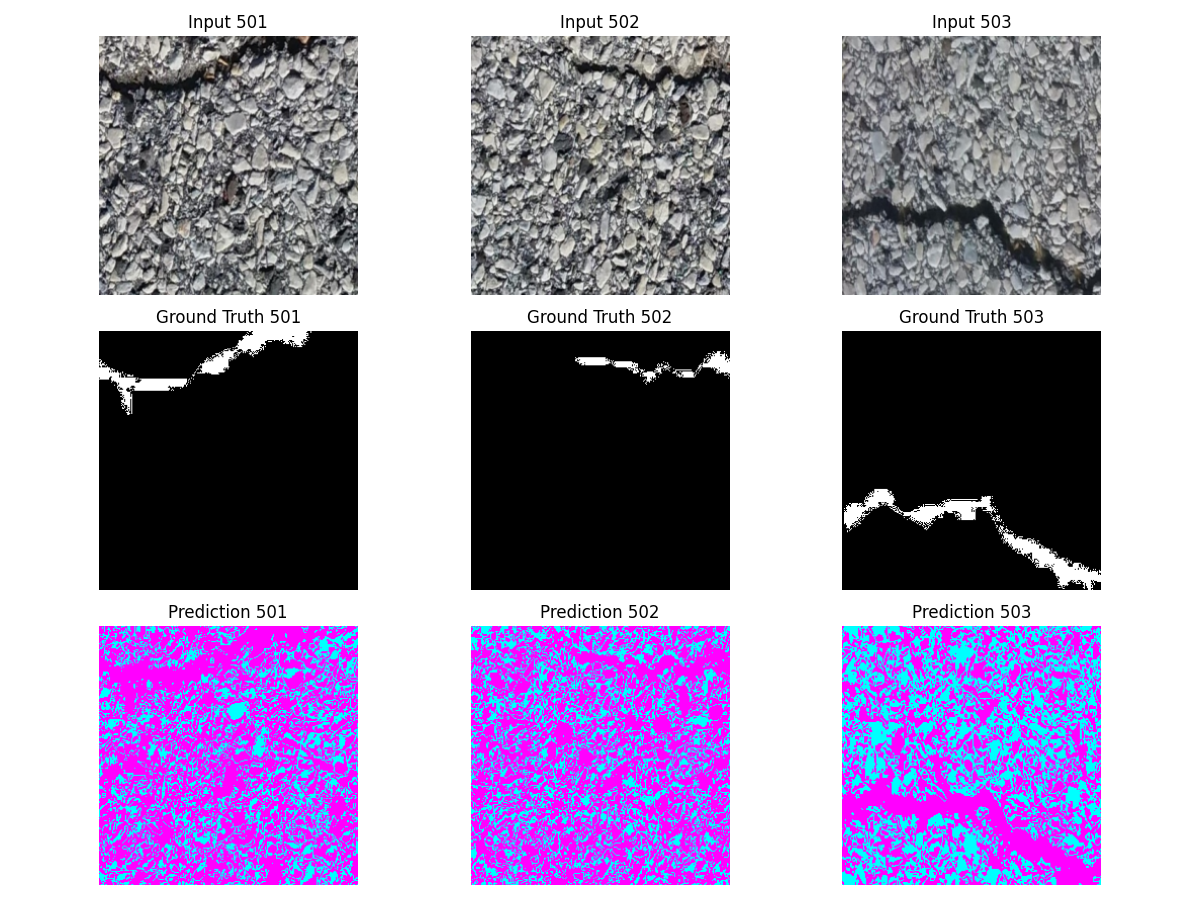 Input 501
Input 502
Input 503
Ground Truth 501
Ground Truth 502
Ground Truth 503
Prediction 501
Prediction 502
Prediction 503